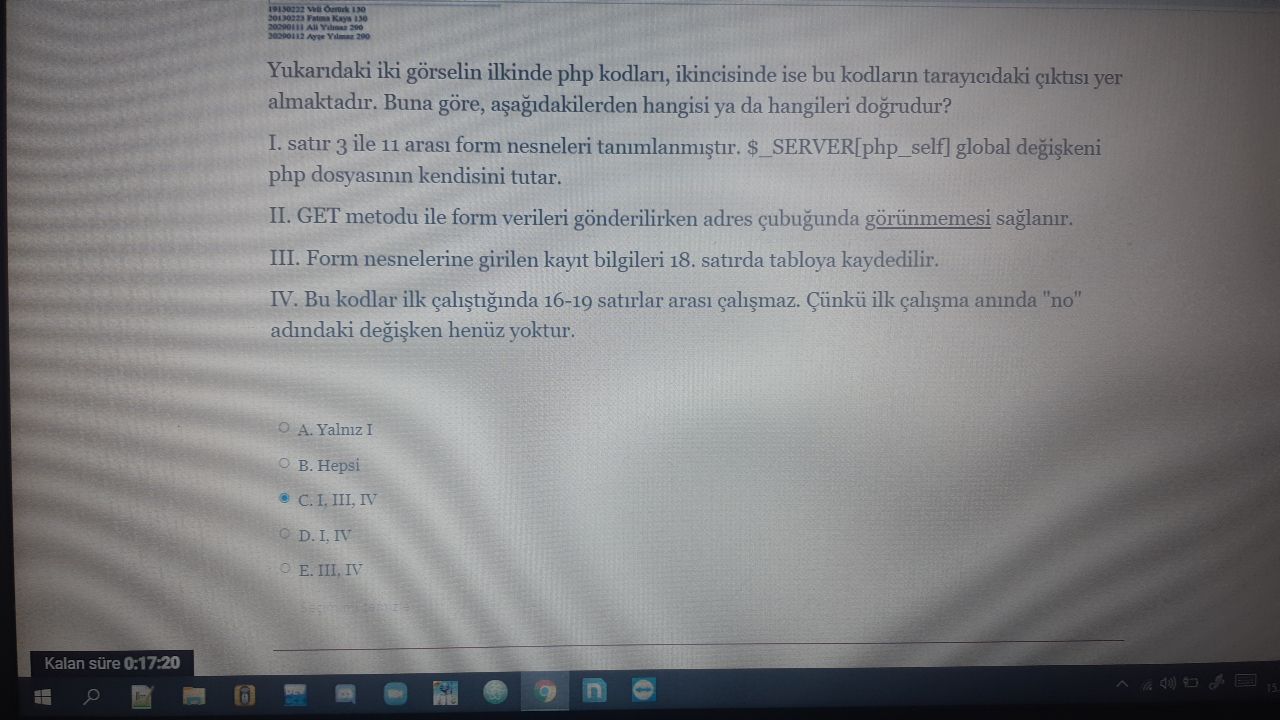 19130222 Veli Öztürk 130
20130223 Fatma Kaya 130
20290111 Ali Yılmaz 290
20290112 Ayşe Yılmaz 290
Yukarıdaki iki görselin ilkinde php kodları, ikincisinde ise bu kodların tarayıcıdaki çıktısı yer
almaktadır. Buna göre, aşağıdakilerden hangisi ya da hangileri doğrudur?
I. satır 3 ile 11 arası form nesneleri tanımlanmıştır. $_SERVER[php_self] global değişkeni
php dosyasının kendisini tutar.
II. GET metodu ile form verileri gönderilirken adres çubuğunda görünmemesi sağlanır.
III. Form nesnelerine girilen kayıt bilgileri 18. satırda tabloya kaydedilir.
IV. Bu kodlar ilk çalıştığında 16-19 satırlar arası çalışmaz. Çünkü ilk çalışma anında "no"
adındaki değişken henüz yoktur.
A. Yalnız I
B. Hepsi
C. I, III, IV
D. I, IV
E. III, IV
Kalan süre 0:17:20